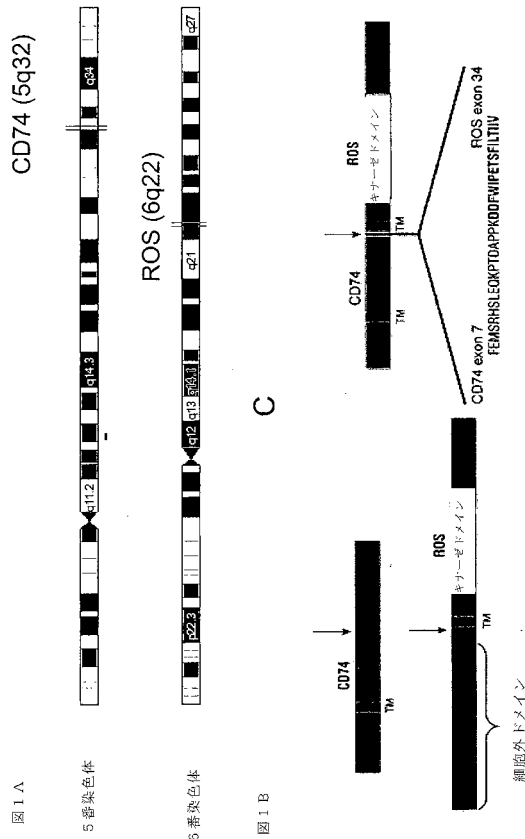 図1A
CD74 (5q32)
5番染色体
q11.2
q14.3
q34
ROS (6q22)
6番染色体
p22.3
q12
q13
q14.1
q21
q27
図1B
C
CD74
TM
ROS
キナーゼドメイン
TM
細胞外ドメイン
CD74
ROS
キナーゼドメイン
TM
TM
CD74 exon 7
ROS exon 34
FEMSRHSLEQKPTDAPPKDDFWIPETSFILTIIV